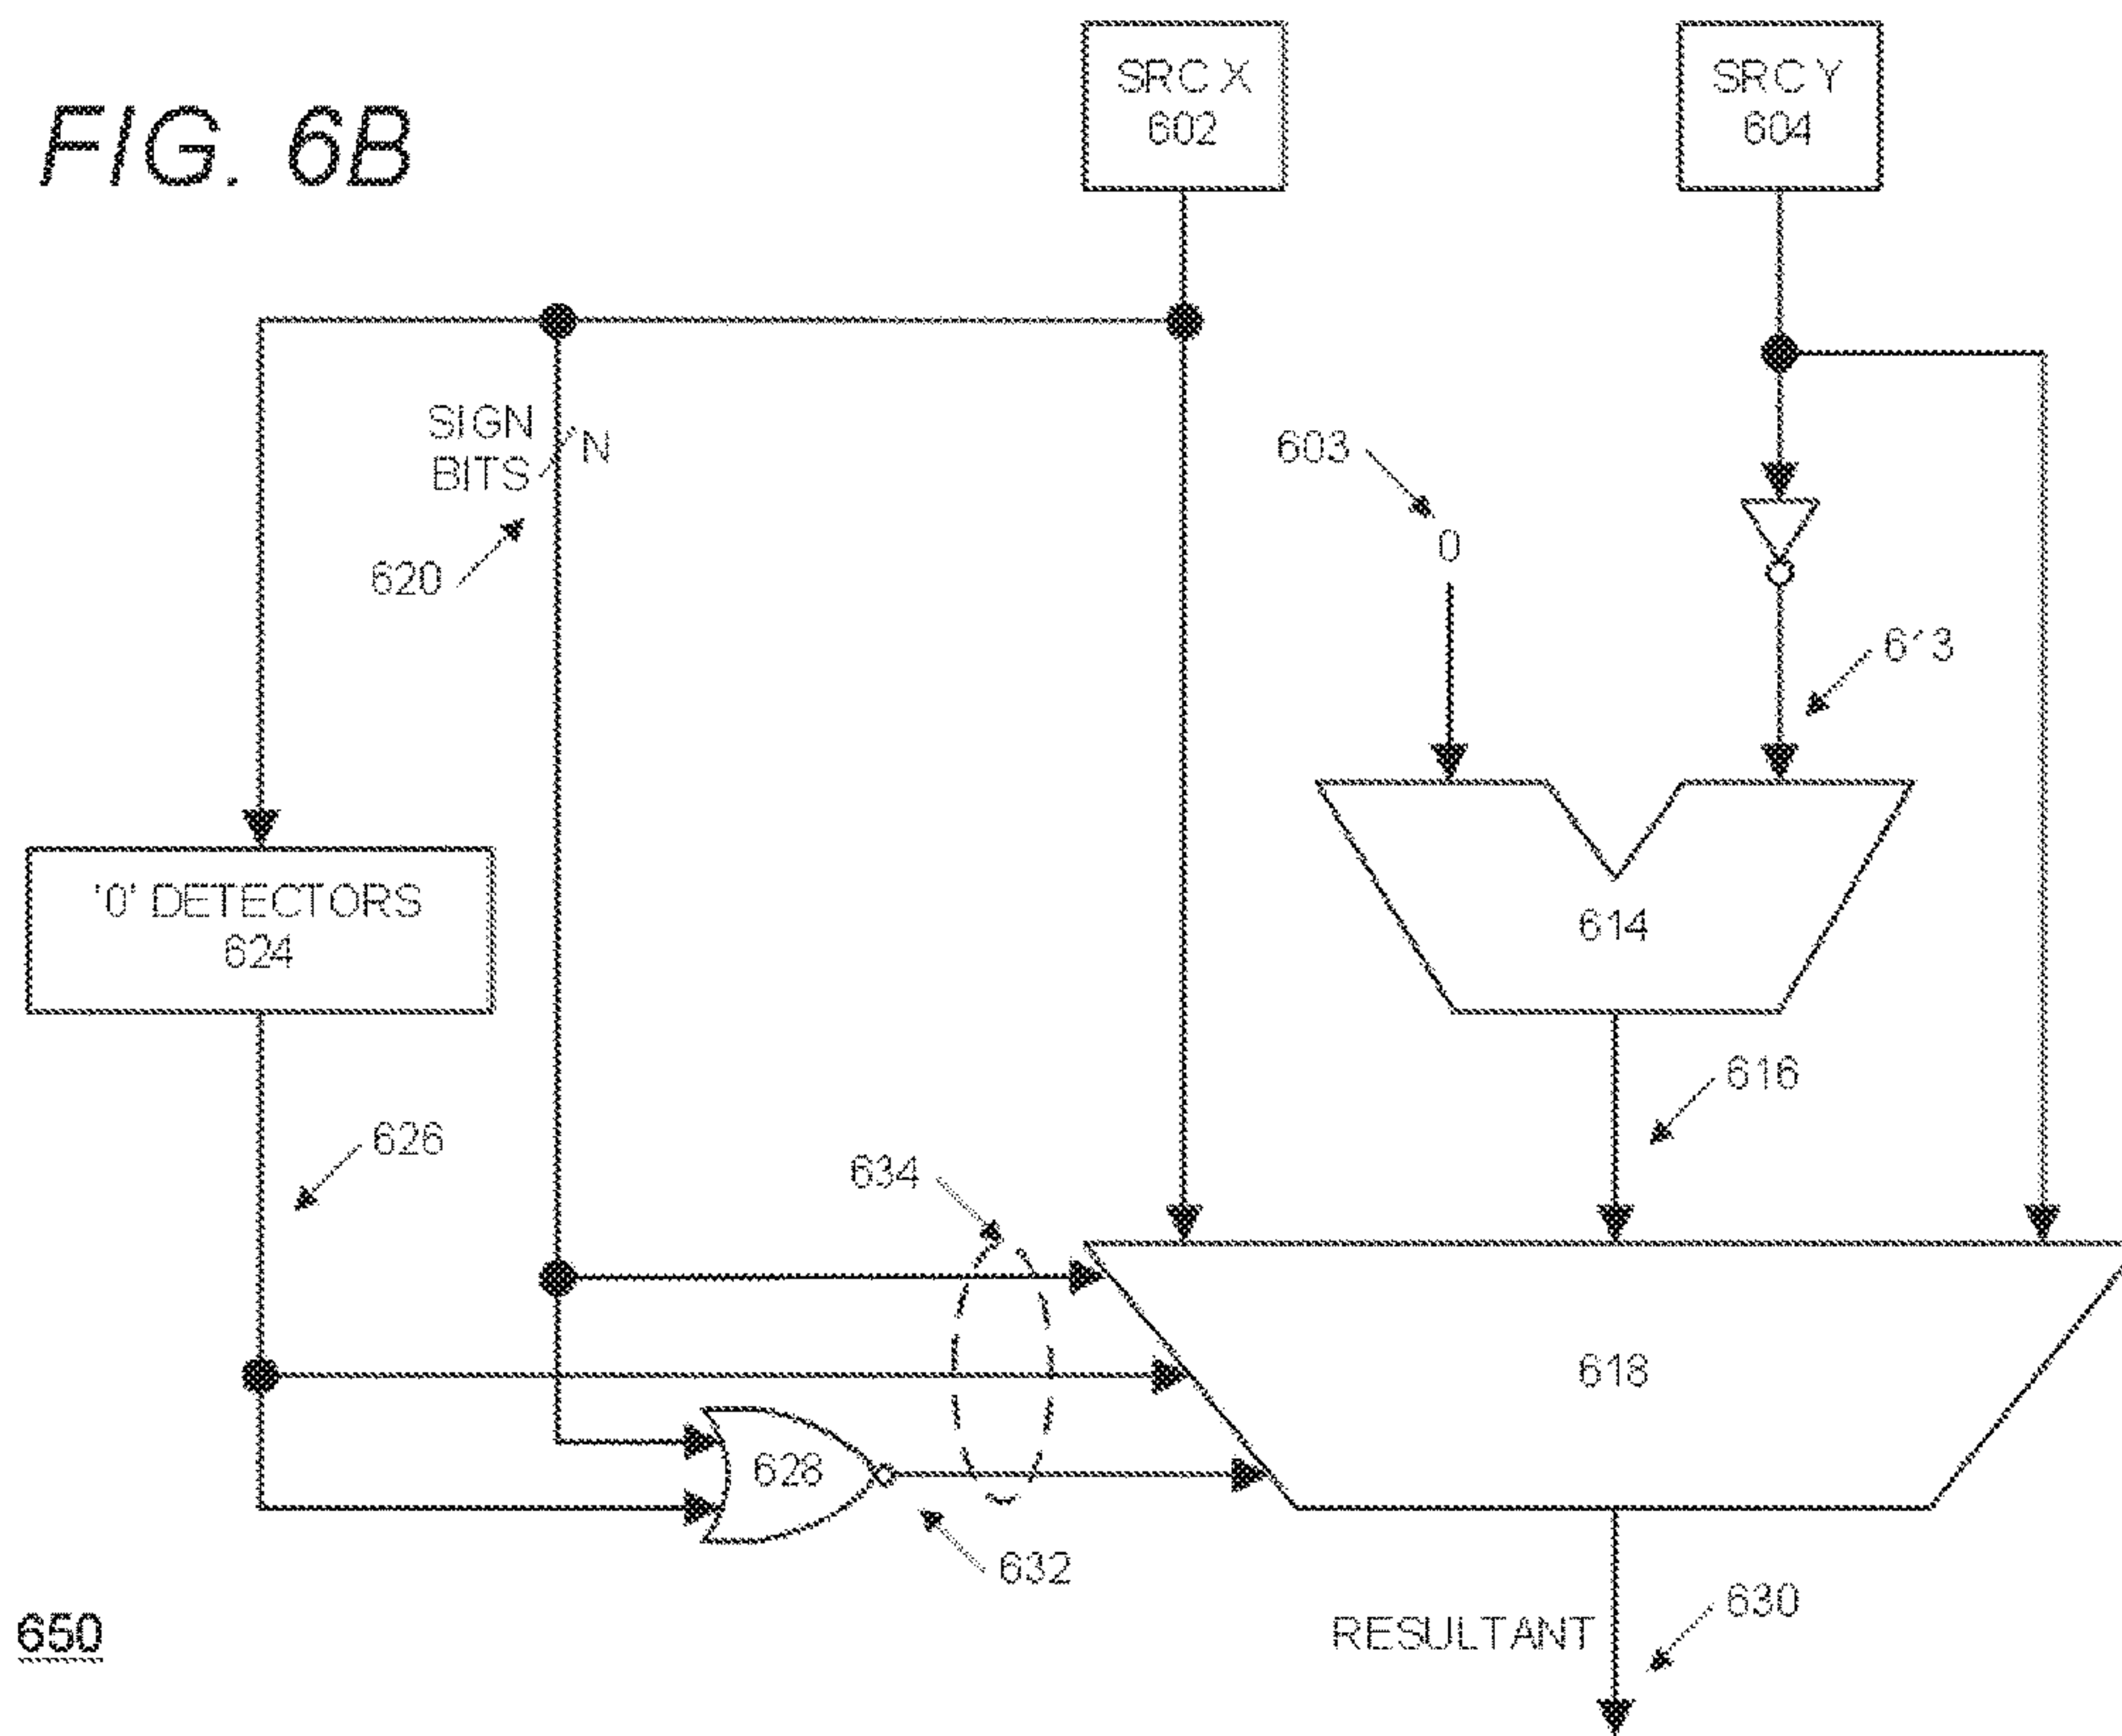 FIG. 6B
SRC X
602
SRC Y
604
SIGN
BITS
N
620
603
0
613
'0' DETECTORS
624
614
616
626
634
618
628
632
630
RESULTANT
650